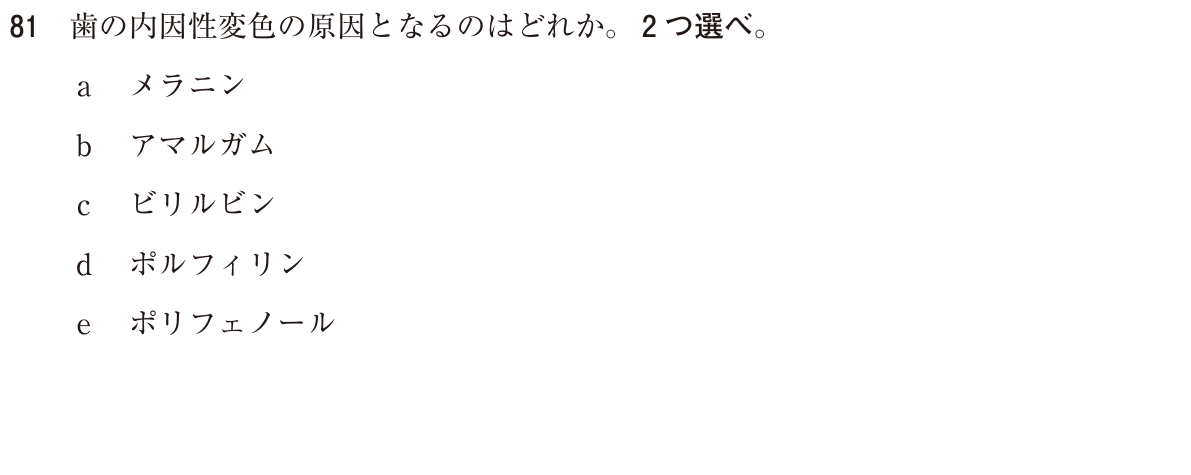 81 歯の内因性変色の原因となるのはどれか。2つ選べ。
a メラニン
b アマルガム
c ビリルビン
d ポルフィリン
e ポリフェノール